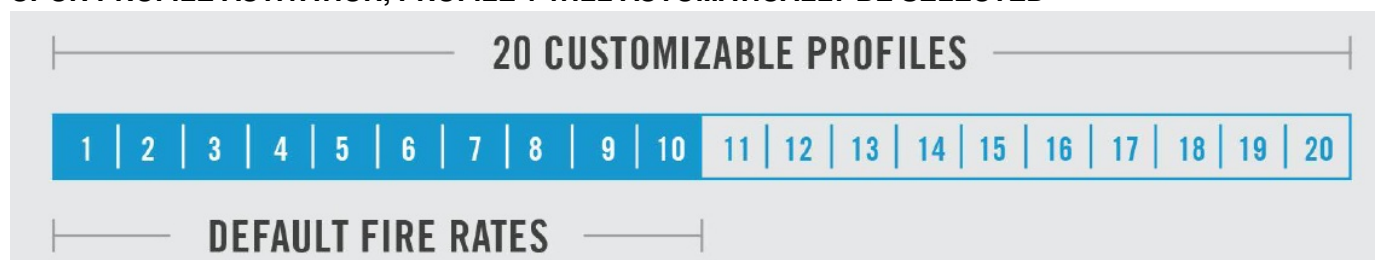 20 CUSTOMIZABLE PROFILES
1 2 3 4 5 6 7 8 9 10 11 12 13 14 15 16 17 18 19 20
DEFAULT FIRE RATES